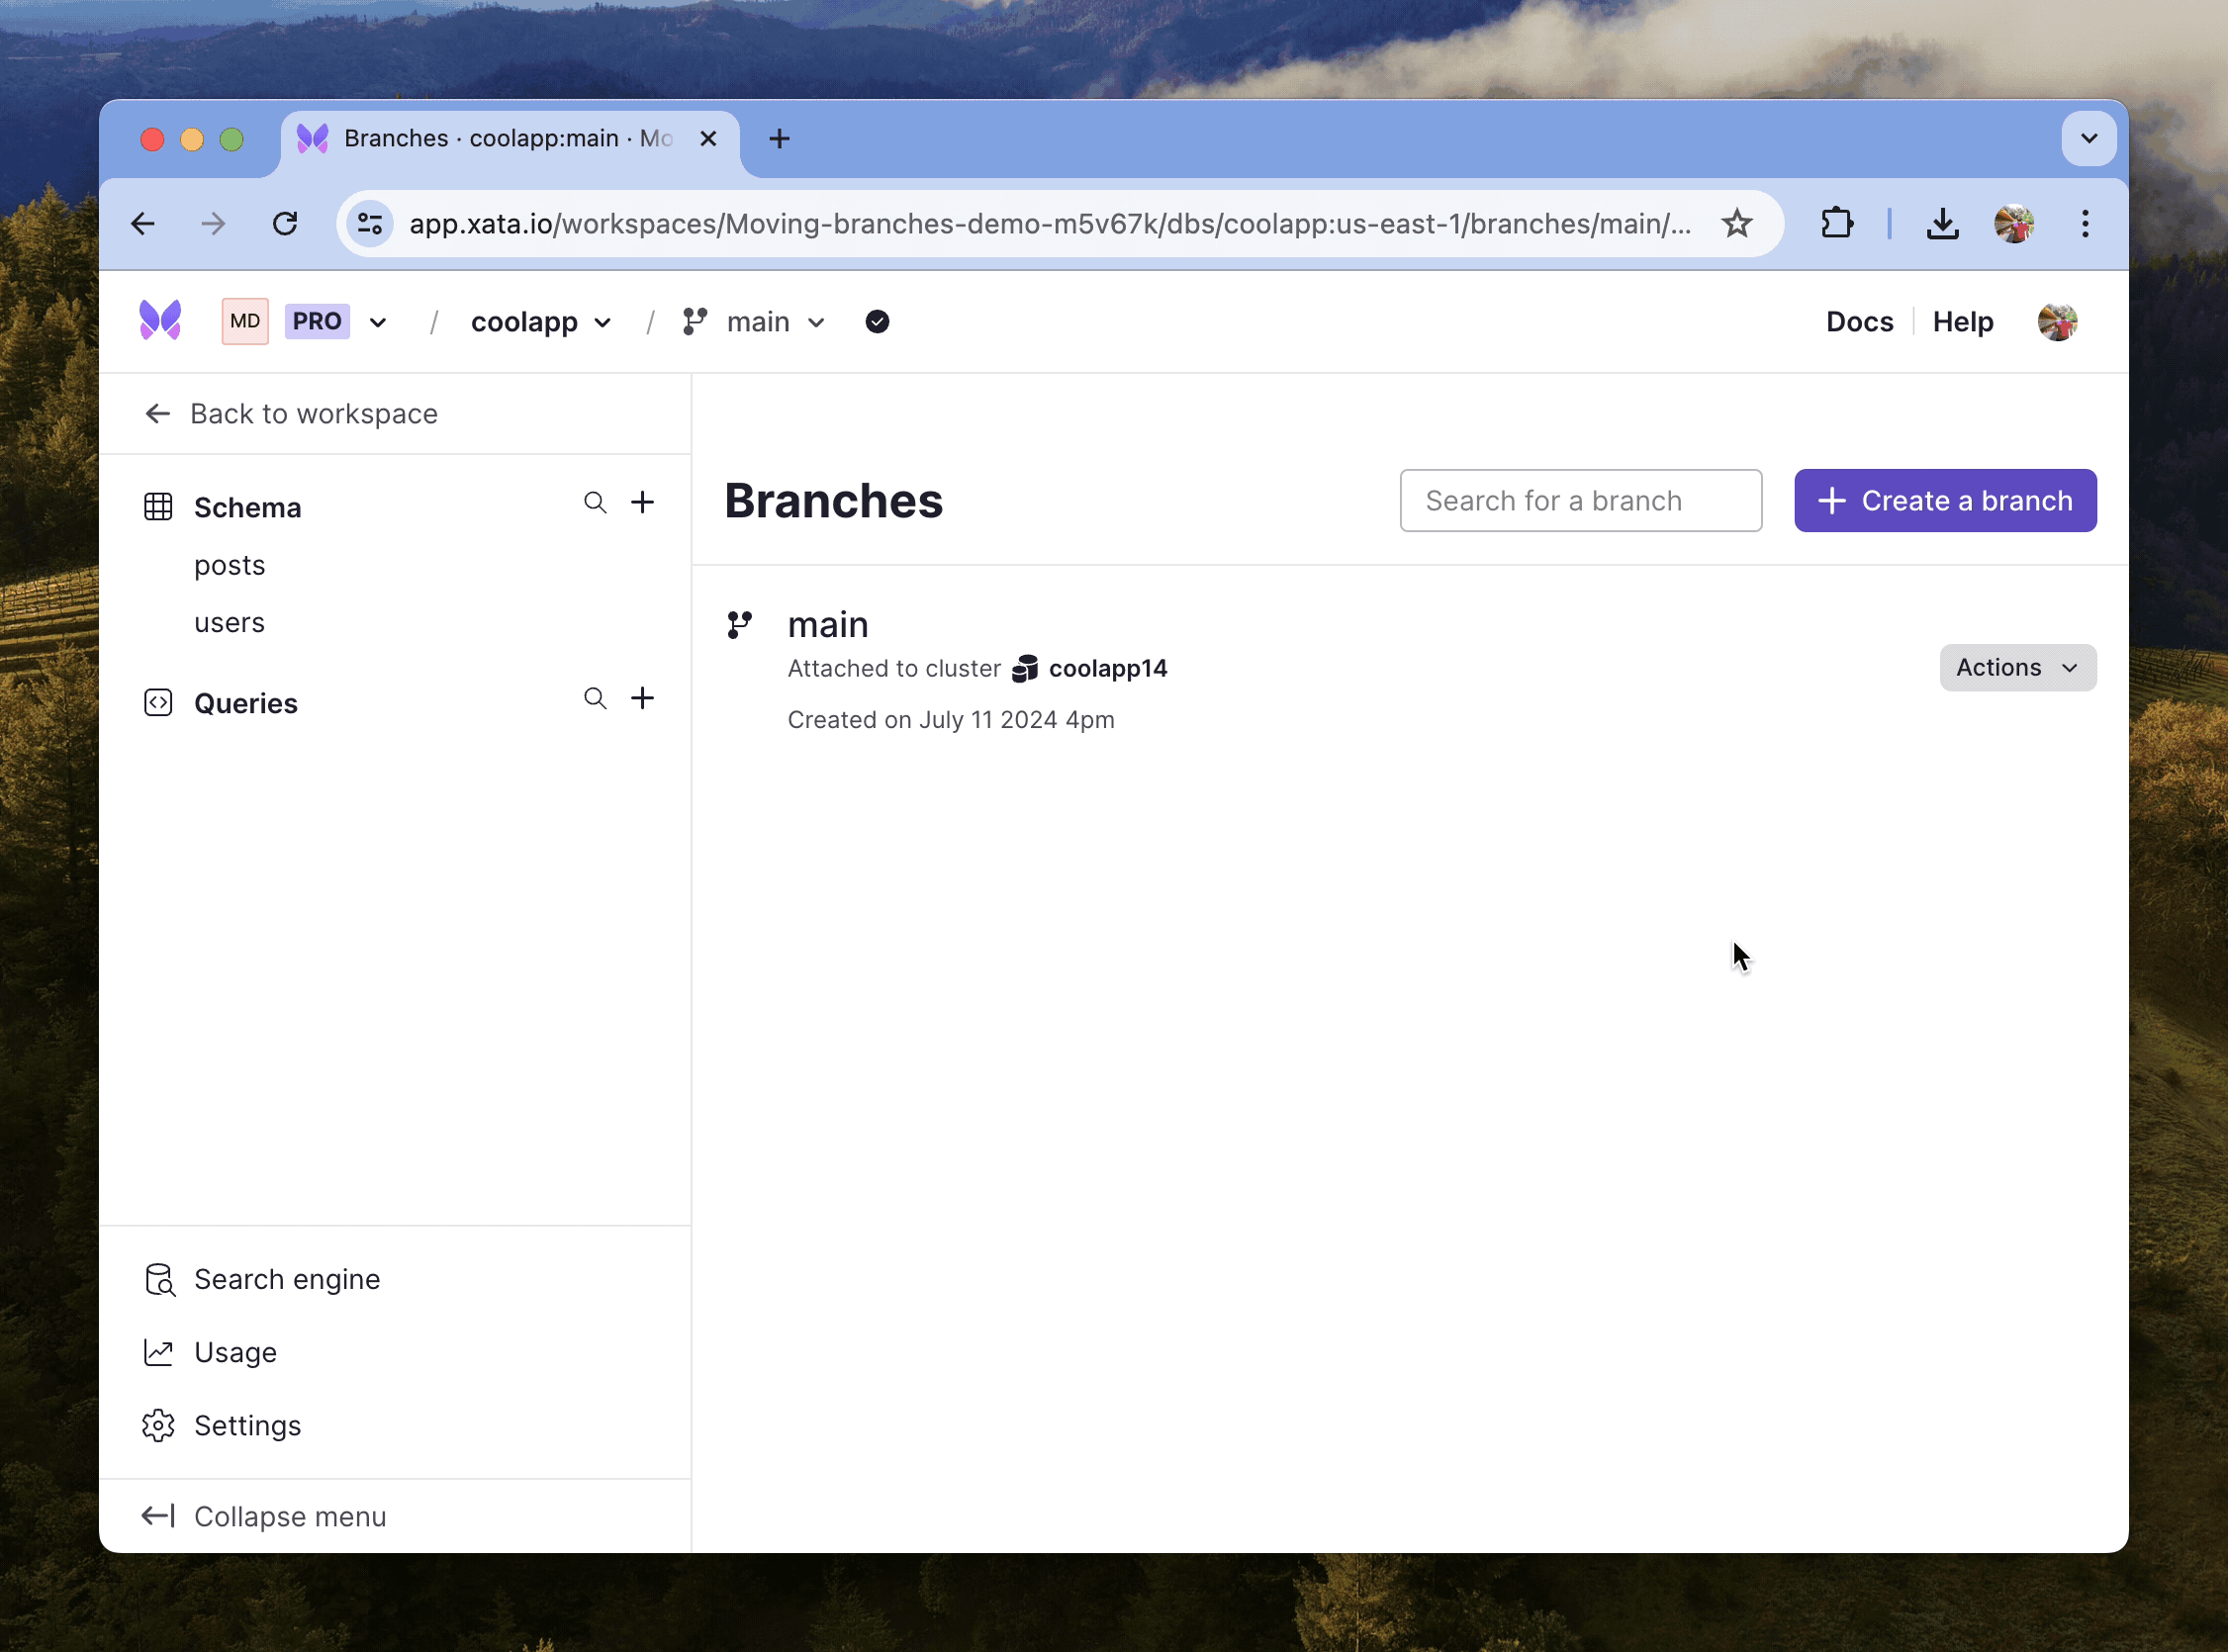 Branches · coolapp:main · Mo
app.xata.io/workspaces/Moving-branches-demo-m5v67k/dbs/coolapp:us-east-1/branches/main/...
MD PRO / coolapp / main Docs Help
Back to workspace
Schema
posts
users
Queries
Search engine
Usage
Settings
Collapse menu
Branches
Search for a branch
Create a branch
main
Attached to cluster coolapp14
Created on July 11 2024 4pm
Actions